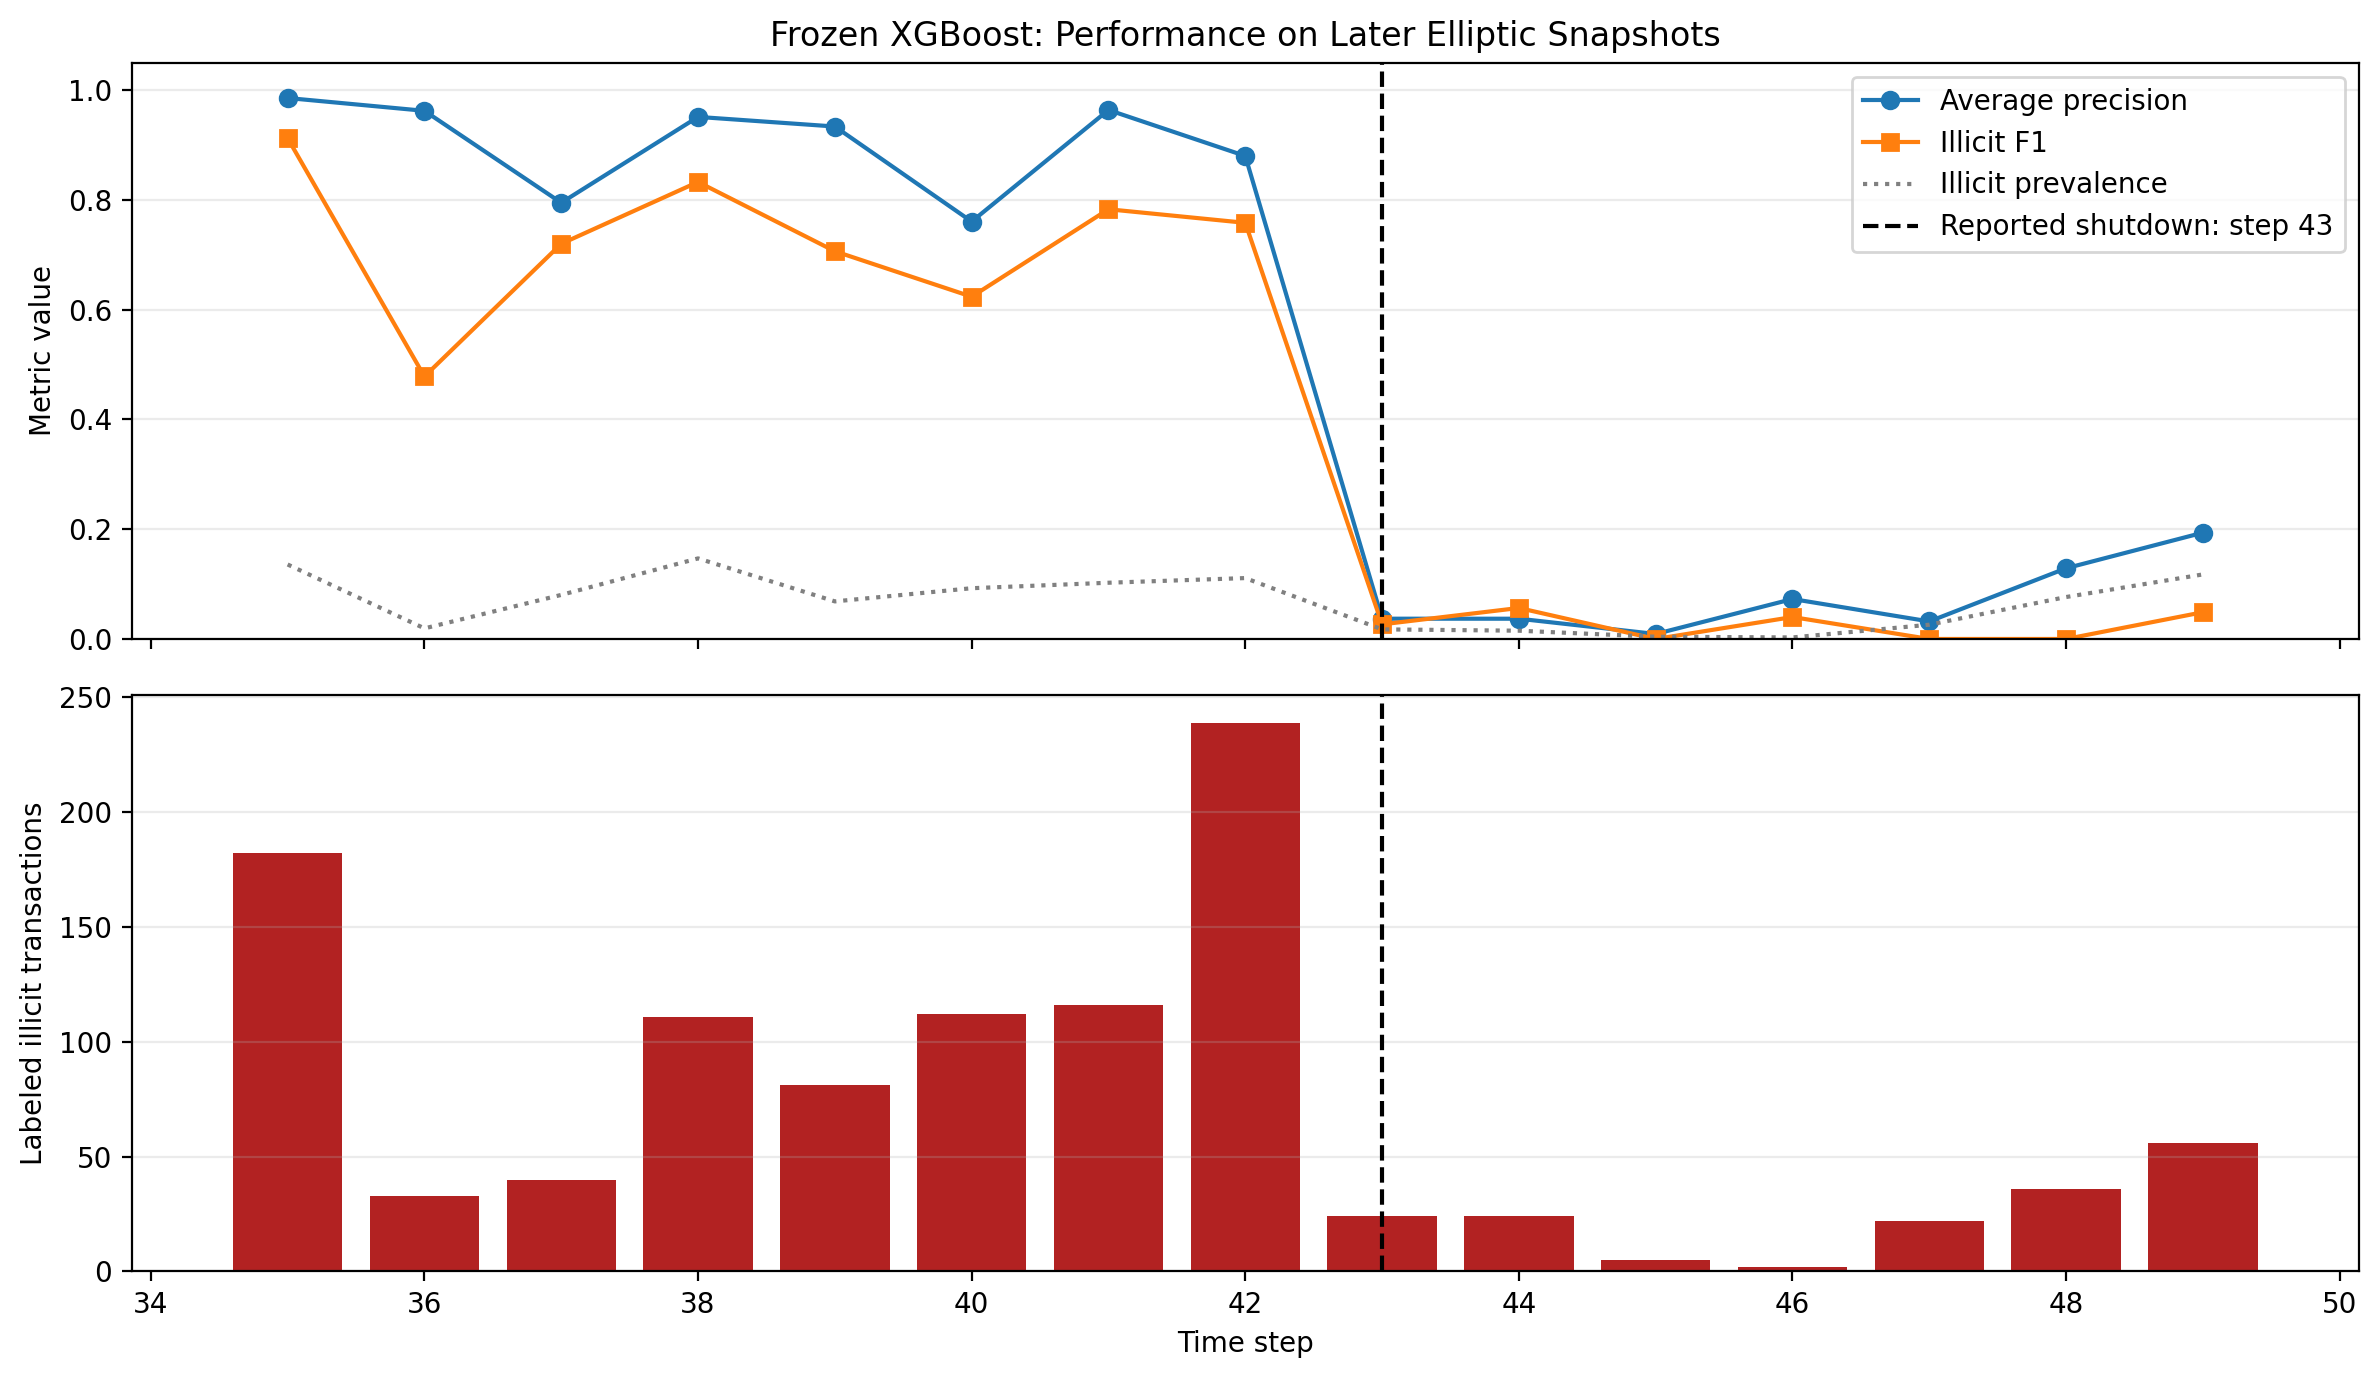 Frozen XGBoost: Performance on Later Elliptic Snapshots
Metric value
1.0
0.8
0.6
0.4
0.2
0.0
Average precision
Illicit F1
Illicit prevalence
Reported shutdown: step 43
Labeled illicit transactions
250
200
150
100
50
0
34 36 38 40 42 44 46 48 50
Time step